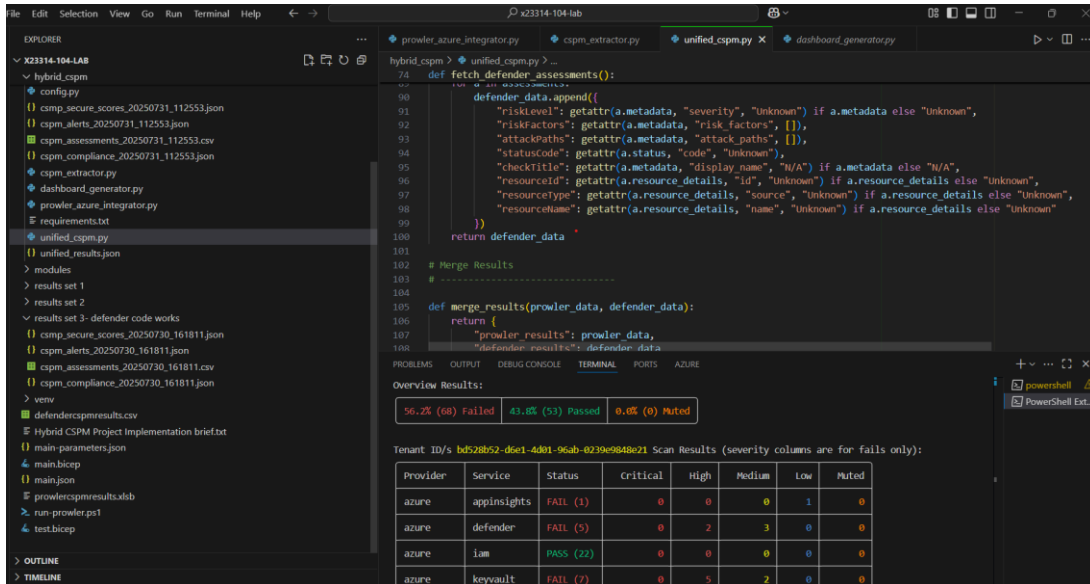 File Edit Selection View Go Run Terminal Help
x23314-104-lab
EXPLORER
X23314-104-LAB
hybrid_cspm
config.py
csmp_secure_scores_20250731_112553.json
cspm_alerts_20250731_112553.json
cspm_assessments_20250731_112553.csv
cspm_compliance_20250731_112553.json
cspm_extractor.py
dashboard_generator.py
prowler_azure_integrator.py
requirements.txt
unified_cspm.py
unified_results.json
modules
results set 1
results set 2
results set 3- defender code works
csmp_secure_scores_20250730_161811.json
cspm_alerts_20250730_161811.json
cspm_assessments_20250730_161811.csv
cspm_compliance_20250730_161811.json
venv
defendercspmresults.csv
Hybrid CSPM Project Implementation brief.txt
main-parameters.json
main.bicep
main.json
prowlercspmresults.xlsb
run-prowler.ps1
test.bicep
OUTLINE
TIMELINE
prowler_azure_integrator.py cspm_extractor.py unified_cspm.py dashboard_generator.py
hybrid_cspm > unified_cspm.py > ...
74 def fetch_defender_assessments():
89 for a in assessments:
90 defender_data.append({
91 "riskLevel": getattr(a.metadata, "severity", "Unknown") if a.metadata else "Unknown",
92 "riskFactors": getattr(a.metadata, "risk_factors", []),
93 "attackPaths": getattr(a.metadata, "attack_paths", []),
94 "statusCode": getattr(a.status, "code", "Unknown"),
95 "checkTitle": getattr(a.metadata, "display_name", "N/A") if a.metadata else "N/A",
96 "resourceId": getattr(a.resource_details, "id", "Unknown") if a.resource_details else "Unknown",
97 "resourceType": getattr(a.resource_details, "source", "Unknown") if a.resource_details else "Unknown",
98 "resourceName": getattr(a.resource_details, "name", "Unknown") if a.resource_details else "Unknown"
99 })
100 return defender_data
101
102 # Merge Results
103 # --------------------------------
104
105 def merge_results(prowler_data, defender_data):
106 return {
107 "prowler_results": prowler_data,
108 "defender_results": defender_data
PROBLEMS OUTPUT DEBUG CONSOLE TERMINAL PORTS AZURE
powershell
PowerShell Ext...
Overview Results:
56.2% (68) Failed 43.8% (53) Passed 0.0% (0) Muted
Tenant ID/s bd528b52-d6e1-4d01-96ab-0239e9848e21 Scan Results (severity columns are for fails only):
Provider Service Status Critical High Medium Low Muted
azure appinsights FAIL (1) 0 0 0 1 0
azure defender FAIL (5) 0 2 3 0 0
azure iam PASS (22) 0 0 0 0 0
azure keyvault FAIL (7) 0 5 2 0 0